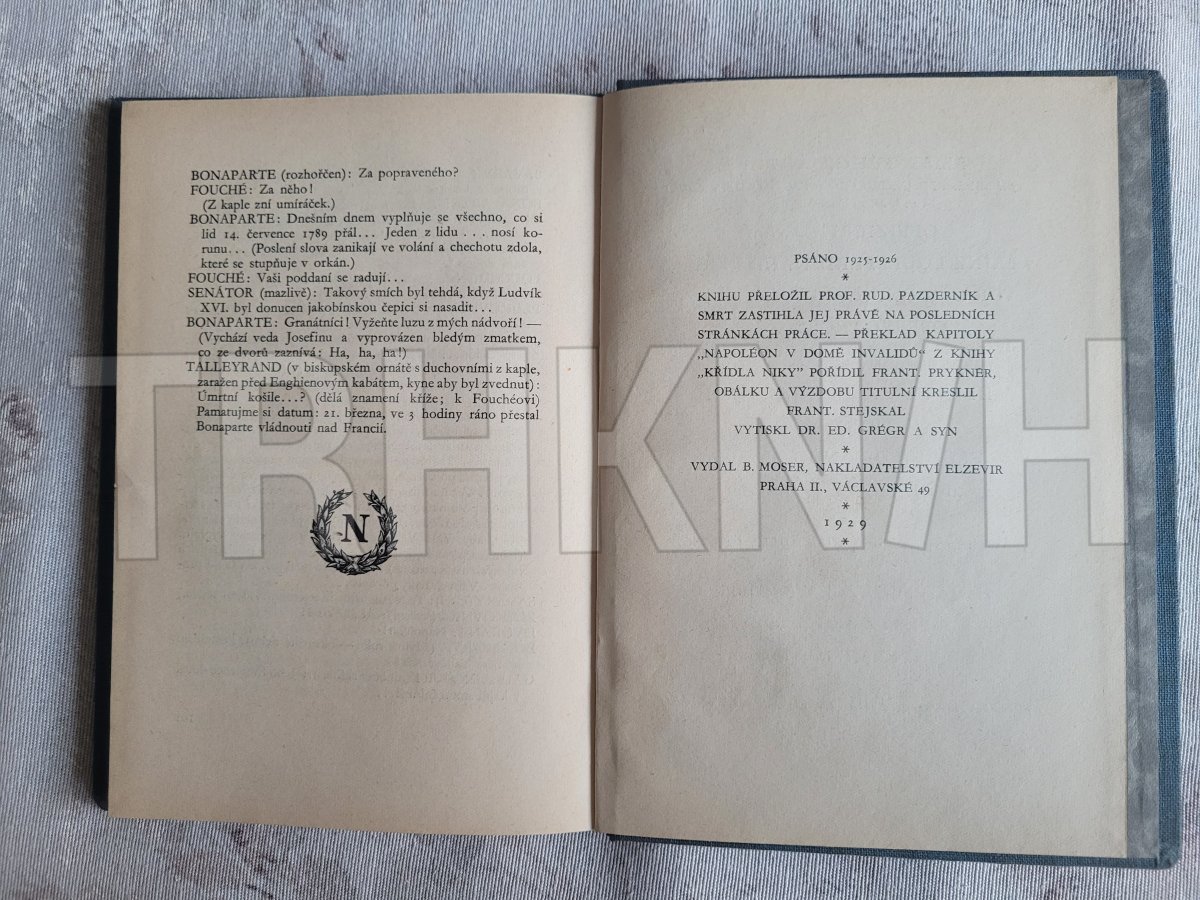 BONAPARTE (rozhořčen): Za popraveného?
FOUCHÉ: Za něho!
(Z kaple zní umíráček.)
BONAPARTE: Dnešním dnem vyplňuje se všechno, co si
lid 14. července 1789 přál... Jeden z lidu... nosí ko-
runu... (Poslení slova zanikají ve volání a chechotu zdola,
které se stupňuje v orkán.)
FOUCHÉ: Vaši poddaní se radují...
SENÁTOR (mazlivě): Takový smích byl tehdá, když Ludvík
XVI. byl donucen jakobínskou čepici si nasadit...
BONAPARTE: Granátníci! Vyžeňte luzu z mých nádvoří! —
(Vychází veda Josefinu a vyprovázen bledým zmatkem,
co ze dvorů zaznívá: Ha, ha, ha!)
TALLEYRAND (v biskupském ornátě s duchovními z kaple,
zaražen před Enghienovým kabátem, kyne aby byl zvednut):
Úmrtní košile...? (dělá znamení kříže; k Fouchéovi)
Pamatujme si datum: 21. března, ve 3 hodiny ráno přestal
Bonaparte vládnouti nad Francií.
N
PSÁNO 1925-1926
*
KNIHU PŘELOŽIL PROF. RUD. PAZDERNÍK A
SMRT ZASTIHLA JEJ PRÁVĚ NA POSLEDNÍCH
STRÁNKÁCH PRÁCE. — PŘEKLAD KAPITOLY
„NAPOLÉON V DOMĚ INVALIDŮ“ Z KNIHY
„KŘÍDLA NIKY” POŘÍDIL FRANT. PRYKNER,
OBÁLKU A VÝZDOBU TITULNÍ KRESLIL
FRANT. STEJSKAL
VYTISKL DR. ED. GRÉGR A SYN
*
VYDAL B. MOSER, NAKLADATELSTVÍ ELZEVIR
PRAHA II., VÁCLAVSKÉ 49
*
1929
*
TRHKNIH